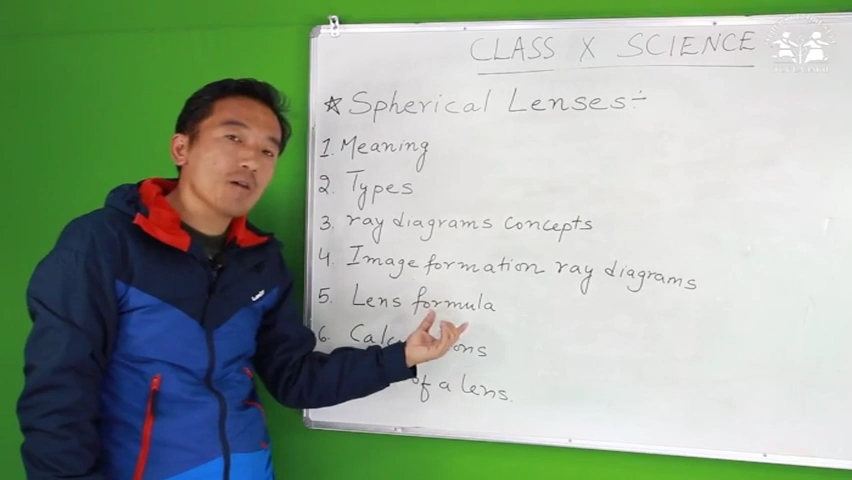 CLASS X SCIENCE
☆ Spherical Lenses:-
1. Meaning
2. Types
3. ray diagrams concepts
4. Image formation ray diagrams
5. Lens formula
6.
of a lens.